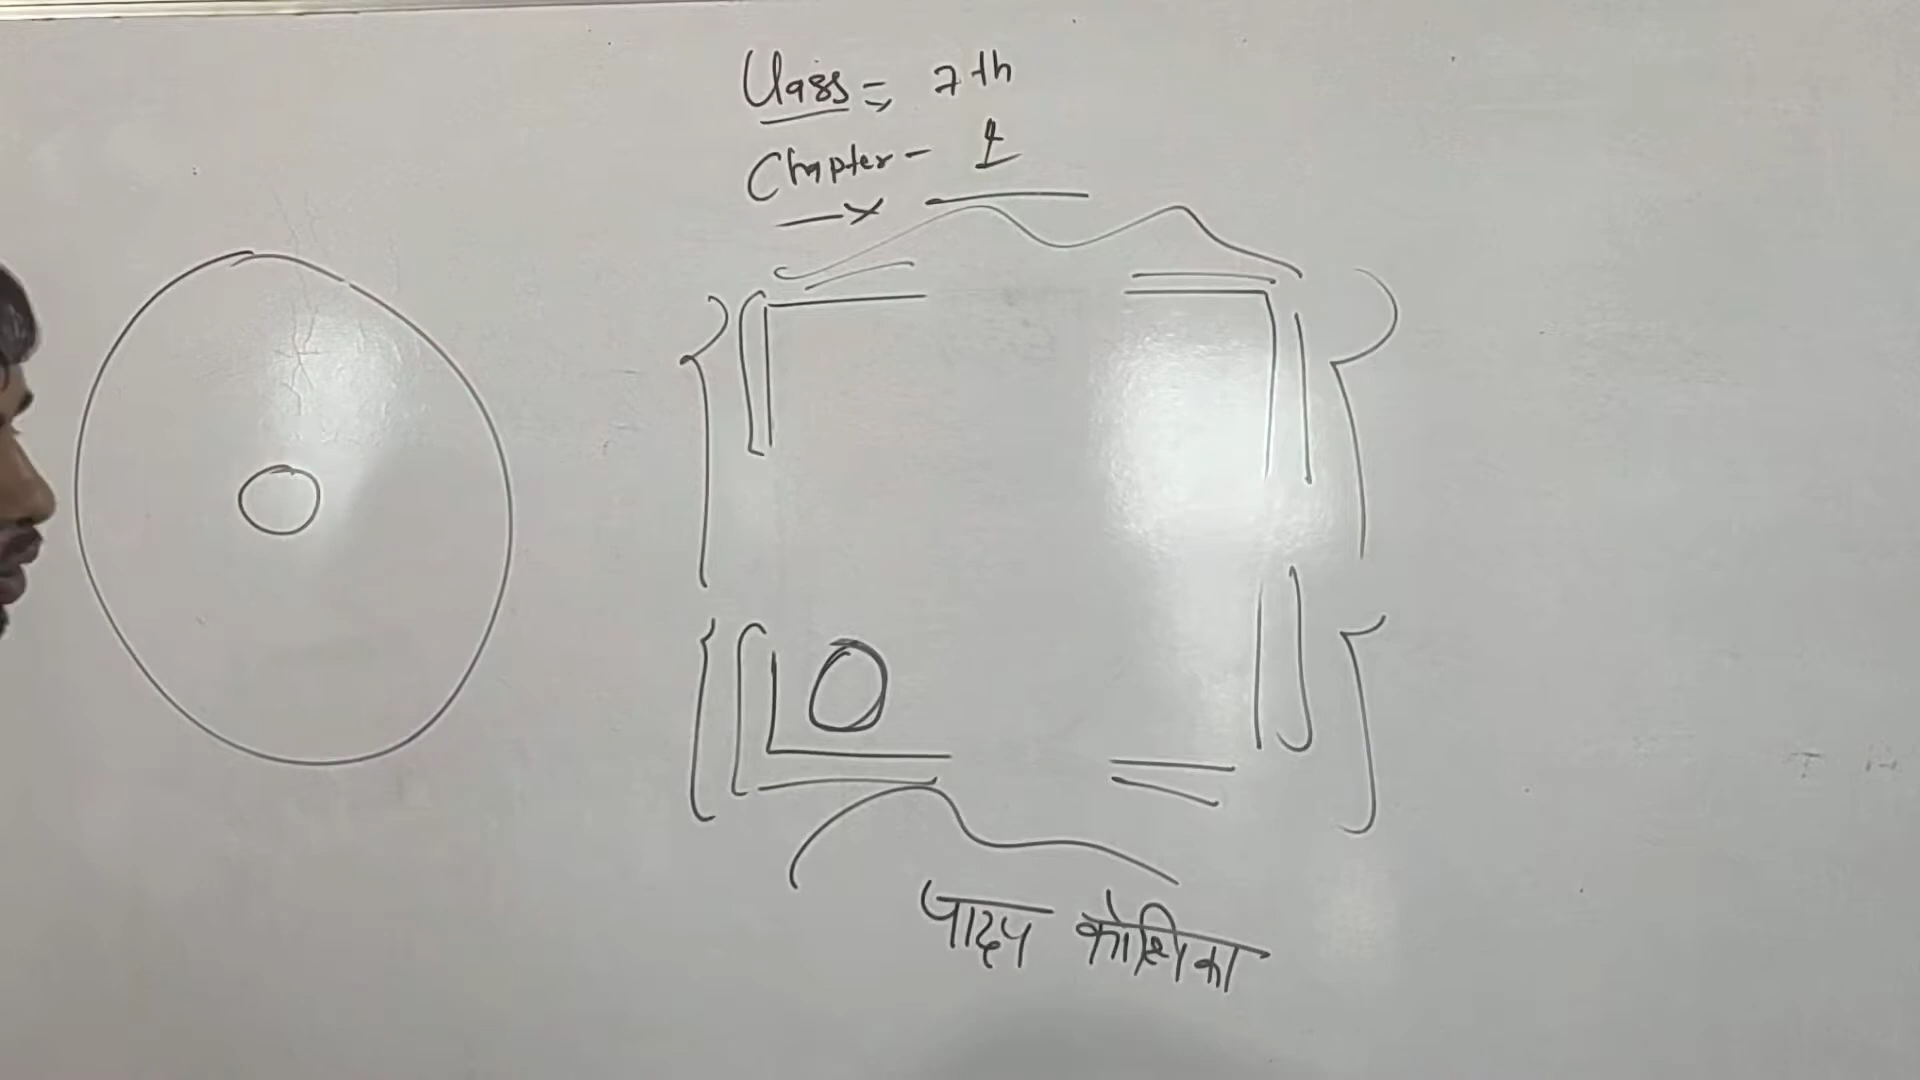 Class = 7th
Chapter - 1
पादप कोशिका